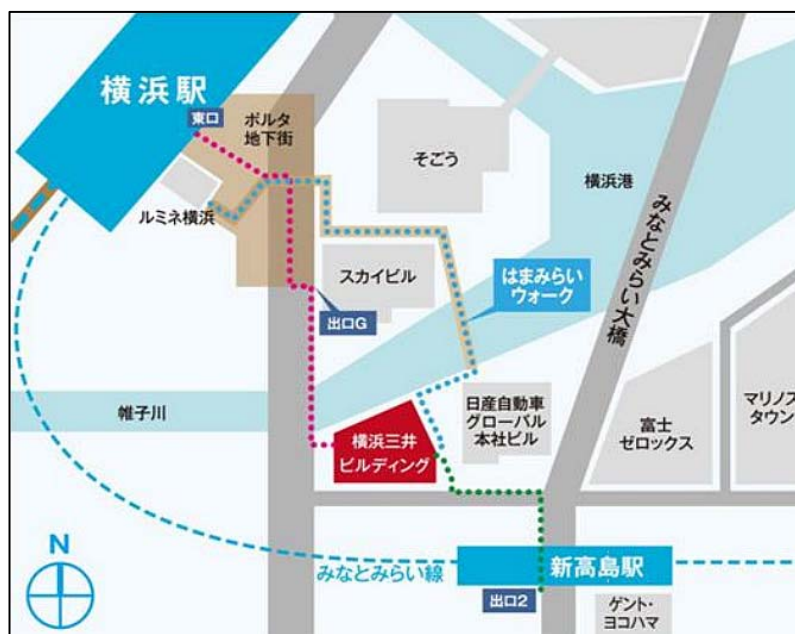 横浜駅
東口
ポルタ
地下街
そごう
横浜港
みなとみらい大橋
ルミネ横浜
スカイビル
はまみらい
ウォーク
出口G
帷子川
横浜三井
ビルディング
日産自動車
グローバル
本社ビル
富士
ゼロックス
マリノス
タウン
N
みなとみらい線
新高島駅
出口2
ゲント・
ヨコハマ